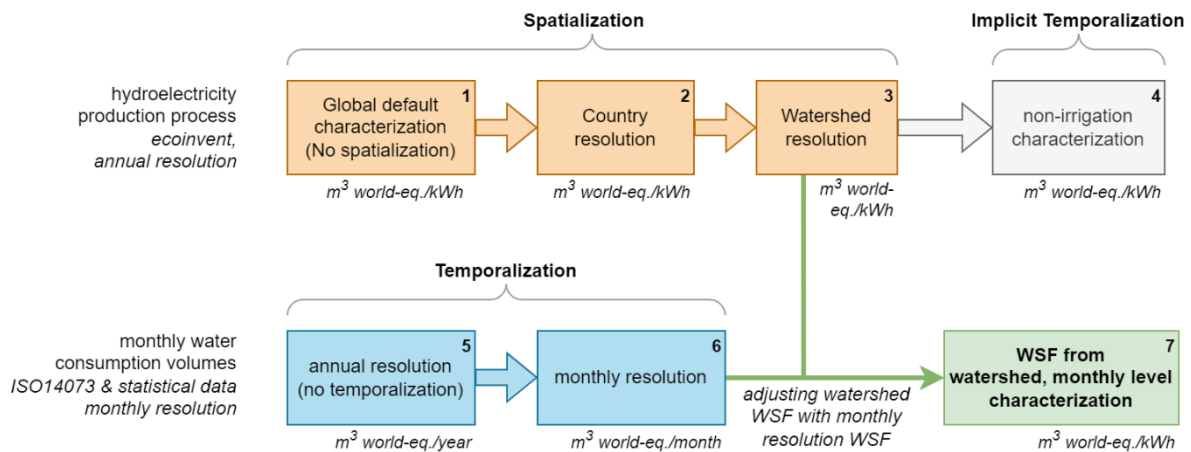 Spatialization
Implicit Temporalization
hydroelectricity
production process
ecoinvent,
annual resolution
1
Global default
characterization
(No spatialization)
m³ world-eq./kWh
2
Country
resolution
m³ world-eq./kWh
3
Watershed
resolution
m³ world-
eq./kWh
4
non-irrigation
characterization
m³ world-eq./kWh
Temporalization
monthly water
consumption volumes
ISO14073 & statistical data
monthly resolution
5
annual resolution
(no temporalization)
m³ world-eq./year
6
monthly resolution
m³ world-eq./month
adjusting watershed
WSF with monthly
resolution WSF
7
WSF from
watershed, monthly level
characterization
m³ world-eq./kWh